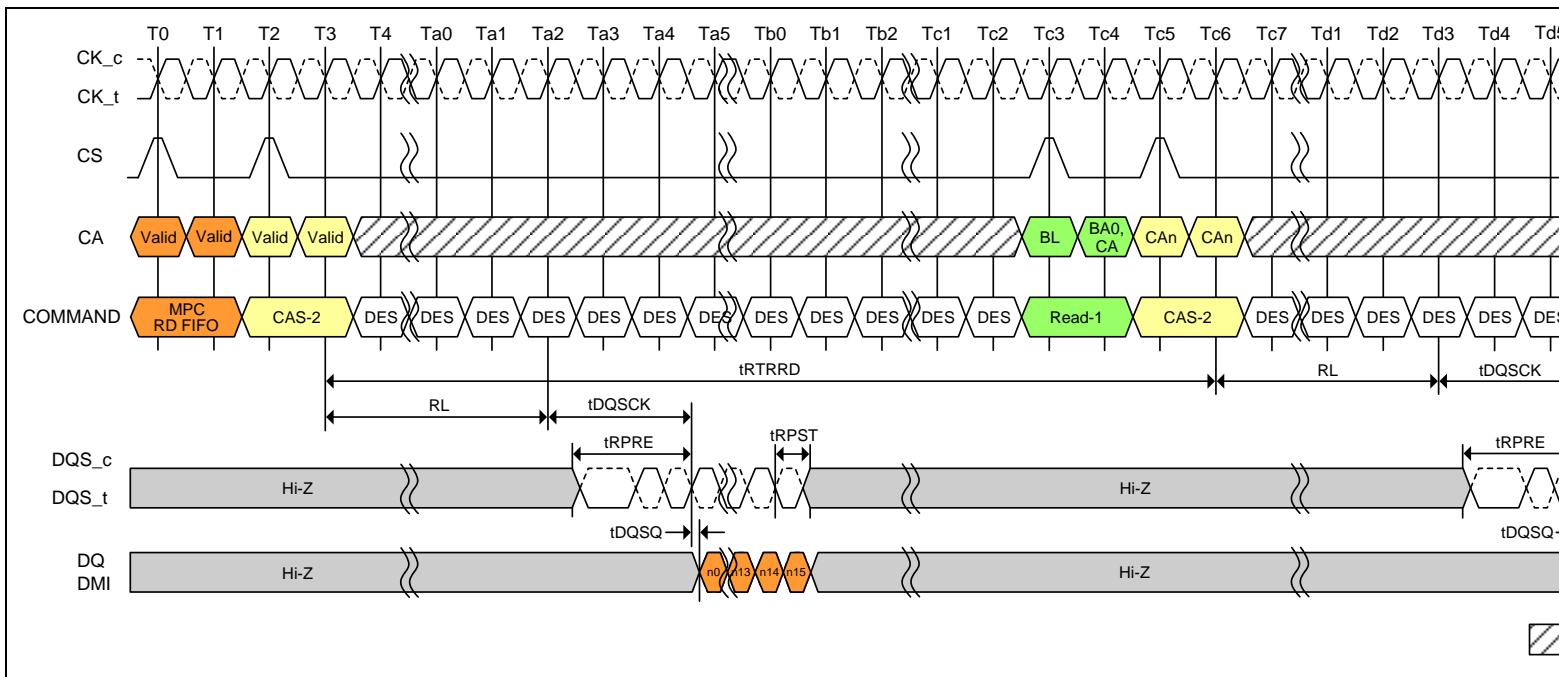 T0 T1 T2 T3 T4 Ta0 Ta1 Ta2 Ta3 Ta4 Ta5 Tb0 Tb1 Tb2 Tc1 Tc2 Tc3 Tc4 Tc5 Tc6 Tc7 Td1 Td2 Td3 Td4 Td5
CK_c
CK_t
CS
CA Valid Valid Valid Valid BL BA0, CA CAn CAn
COMMAND MPC RD FIFO CAS-2 DES DES DES DES DES DES DES DES DES DES DES DES Read-1 CAS-2 DES DES DES DES DES DES
tRTRRD RL tDQSCK
RL tDQSCK
tRPRE tRPST tRPRE
DQS_c
DQS_t Hi-Z Hi-Z
tDQSQ tDQSQ
DQ
DMI Hi-Z n0 n13 n14 n15 Hi-Z